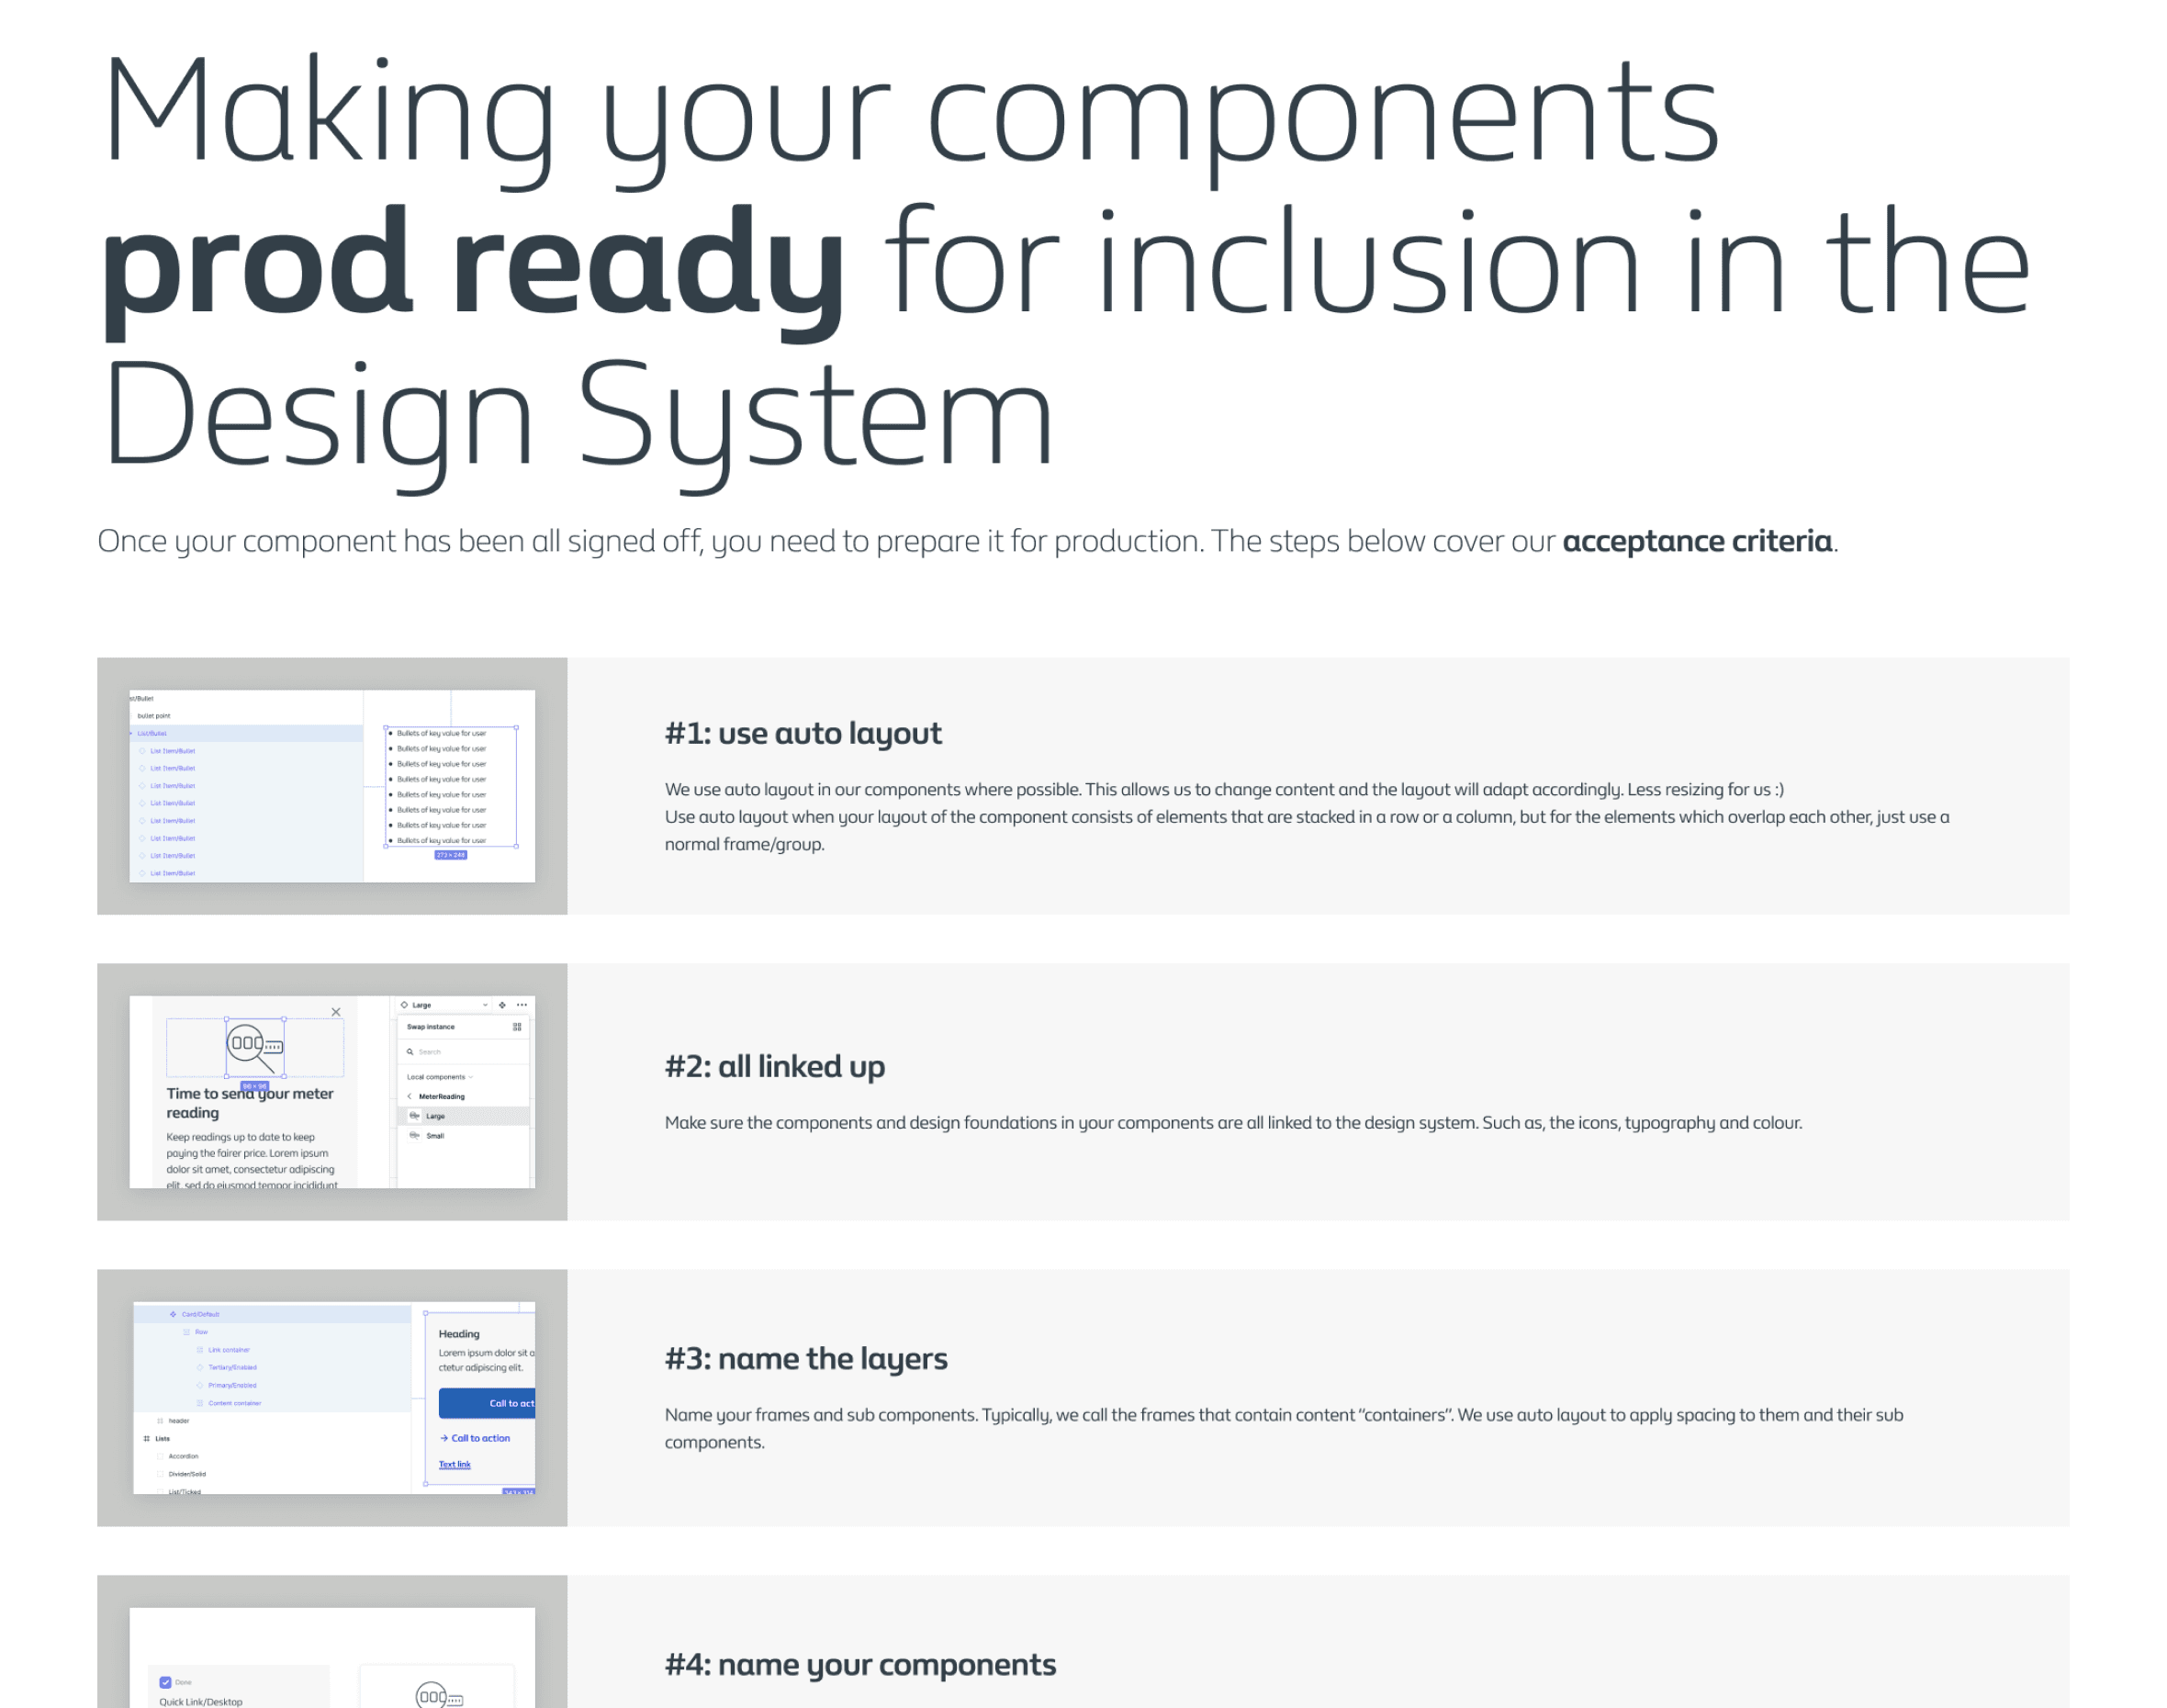 Making your components
prod ready for inclusion in the
Design System
Once your component has been all signed off, you need to prepare it for production. The steps below cover our acceptance criteria.
st/Bullet
bullet point
List/Bullet
List Item/Bullet
List Item/Bullet
List Item/Bullet
List Item/Bullet
List Item/Bullet
List Item/Bullet
List Item/Bullet
List Item/Bullet
Bullets of key value for user
Bullets of key value for user
Bullets of key value for user
Bullets of key value for user
Bullets of key value for user
Bullets of key value for user
Bullets of key value for user
Bullets of key value for user
273 × 246
#1: use auto layout
We use auto layout in our components where possible. This allows us to change content and the layout will adapt accordingly. Less resizing for us :)
Use auto layout when your layout of the component consists of elements that are stacked in a row or a column, but for the elements which overlap each other, just use a
normal frame/group.
96 × 96
Time to send your meter
reading
Keep readings up to date to keep
paying the fairer price. Lorem ipsum
dolor sit amet, consectetur adipiscing
elit, sed do eiusmod tempor incididunt
Large
Swap instance
Search
Local components
MeterReading
Large
Small
#2: all linked up
Make sure the components and design foundations in your components are all linked to the design system. Such as, the icons, typography and colour.
Card/Default
Row
Link container
Tertiary/Enabled
Primary/Enabled
Content container
header
Lists
Accordion
Divider/Solid
List/Ticked
Heading
Lorem ipsum dolor sit a
ctetur adipiscing elit.
Call to act
Call to action
Text link
#3: name the layers
Name your frames and sub components. Typically, we call the frames that contain content “containers”. We use auto layout to apply spacing to them and their sub
components.
Done
Quick Link/Desktop
#4: name your components